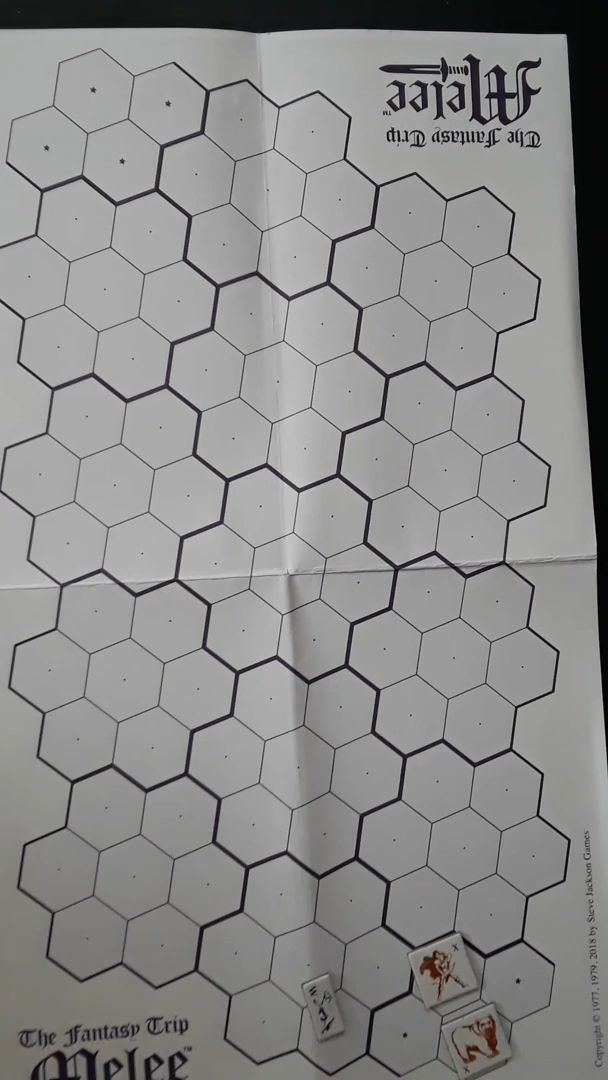 Melee™
The Fantasy Trip
The Fantasy Trip
Melee™
Copyright © 1977, 1979, 2018 by Steve Jackson Games
X
X